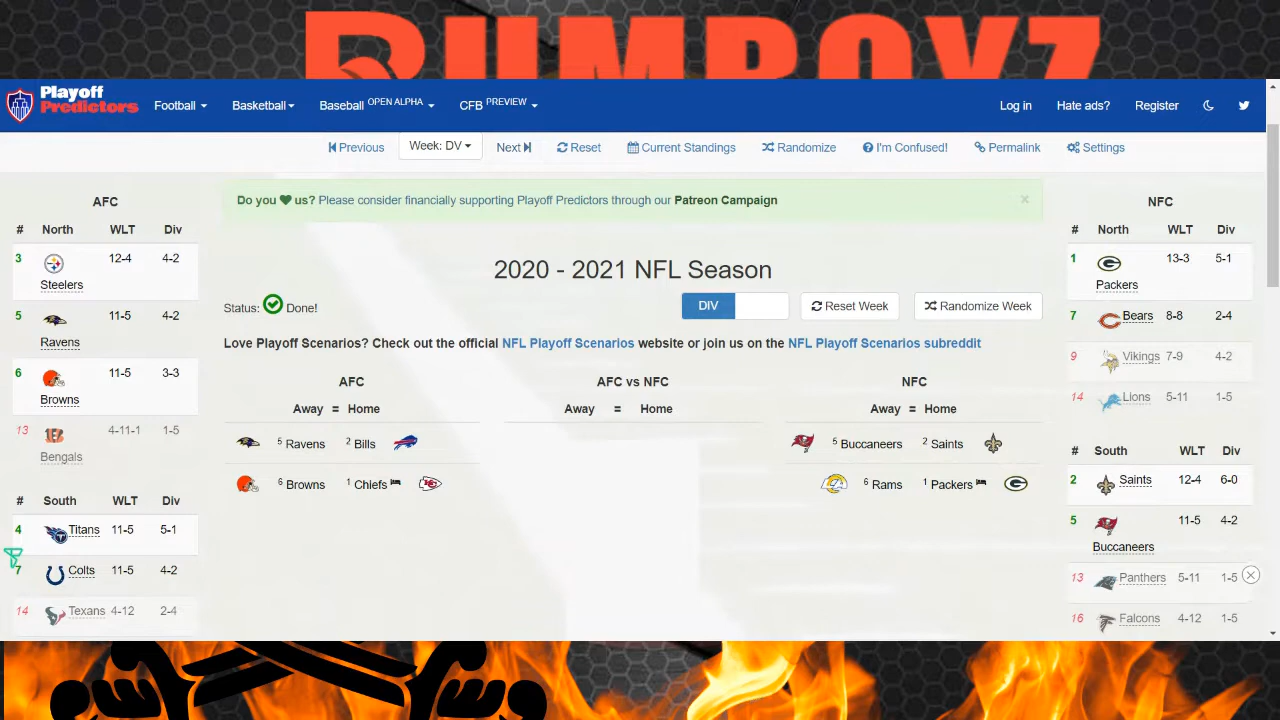 RUMBOYZ
Playoff
Predictors
Football
Basketball
Baseball OPEN ALPHA
CFB PREVIEW
Log in
Hate ads?
Register
Previous
Week: DV
Next
Reset
Current Standings
Randomize
I'm Confused!
Permalink
Settings
Do you us? Please consider financially supporting Playoff Predictors through our Patreon Campaign ×
2020 - 2021 NFL Season
Status: Done!
DIV
Reset Week
Randomize Week
Love Playoff Scenarios? Check out the official NFL Playoff Scenarios website or join us on the NFL Playoff Scenarios subreddit
AFC
# North WLT Div
3 Steelers 12-4 4-2
5 Ravens 11-5 4-2
6 Browns 11-5 3-3
13 Bengals 4-11-1 1-5
# South WLT Div
4 Titans 11-5 5-1
7 Colts 11-5 4-2
14 Texans 4-12 2-4
AFC
Away = Home
5 Ravens 2 Bills
6 Browns 1 Chiefs
AFC vs NFC
Away = Home
NFC
Away = Home
5 Buccaneers 2 Saints
6 Rams 1 Packers
NFC
# North WLT Div
1 Packers 13-3 5-1
7 Bears 8-8 2-4
9 Vikings 7-9 4-2
14 Lions 5-11 1-5
# South WLT Div
2 Saints 12-4 6-0
5 Buccaneers 11-5 4-2
13 Panthers 5-11 1-5
16 Falcons 4-12 1-5